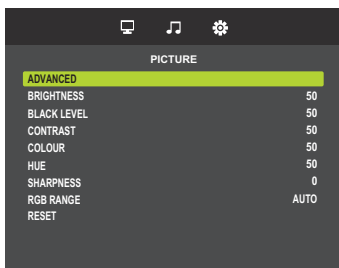 PICTURE
ADVANCED
BRIGHTNESS 50
BLACK LEVEL 50
CONTRAST 50
COLOUR 50
HUE 50
SHARPNESS 0
RGB RANGE AUTO
RESET